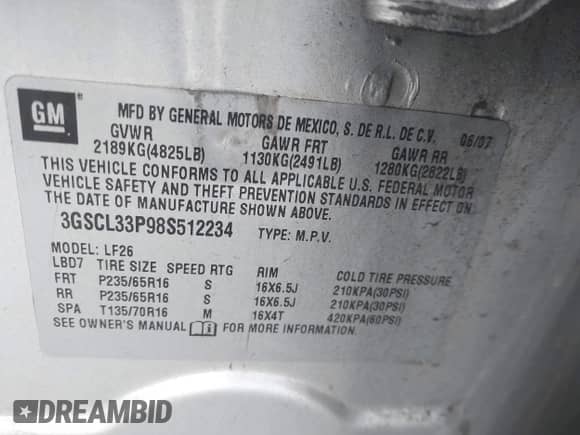 GM
MFD BY GENERAL MOTORS DE MEXICO, S. DE R.L. DE C.V. 06/07
GVWR GAWR FRT GAWR RR
2189KG(4825LB) 1130KG(2491LB) 1280KG(2822LB)
THIS VEHICLE CONFORMS TO ALL APPLICABLE U.S. FEDERAL MOTOR
VEHICLE SAFETY AND THEFT PREVENTION STANDARDS IN EFFECT ON
THE DATE OF MANUFACTURE SHOWN ABOVE.
3GSCL33P98S512234 TYPE: M.P.V.
MODEL: LF26
LBD7 TIRE SIZE SPEED RTG RIM COLD TIRE PRESSURE
FRT P235/65R16 S 16X6.5J 210KPA(30PSI)
RR P235/65R16 S 16X6.5J 210KPA(30PSI)
SPA T135/70R16 M 16X4T 420KPA(60PSI)
SEE OWNER'S MANUAL FOR MORE INFORMATION.
DREAMBID